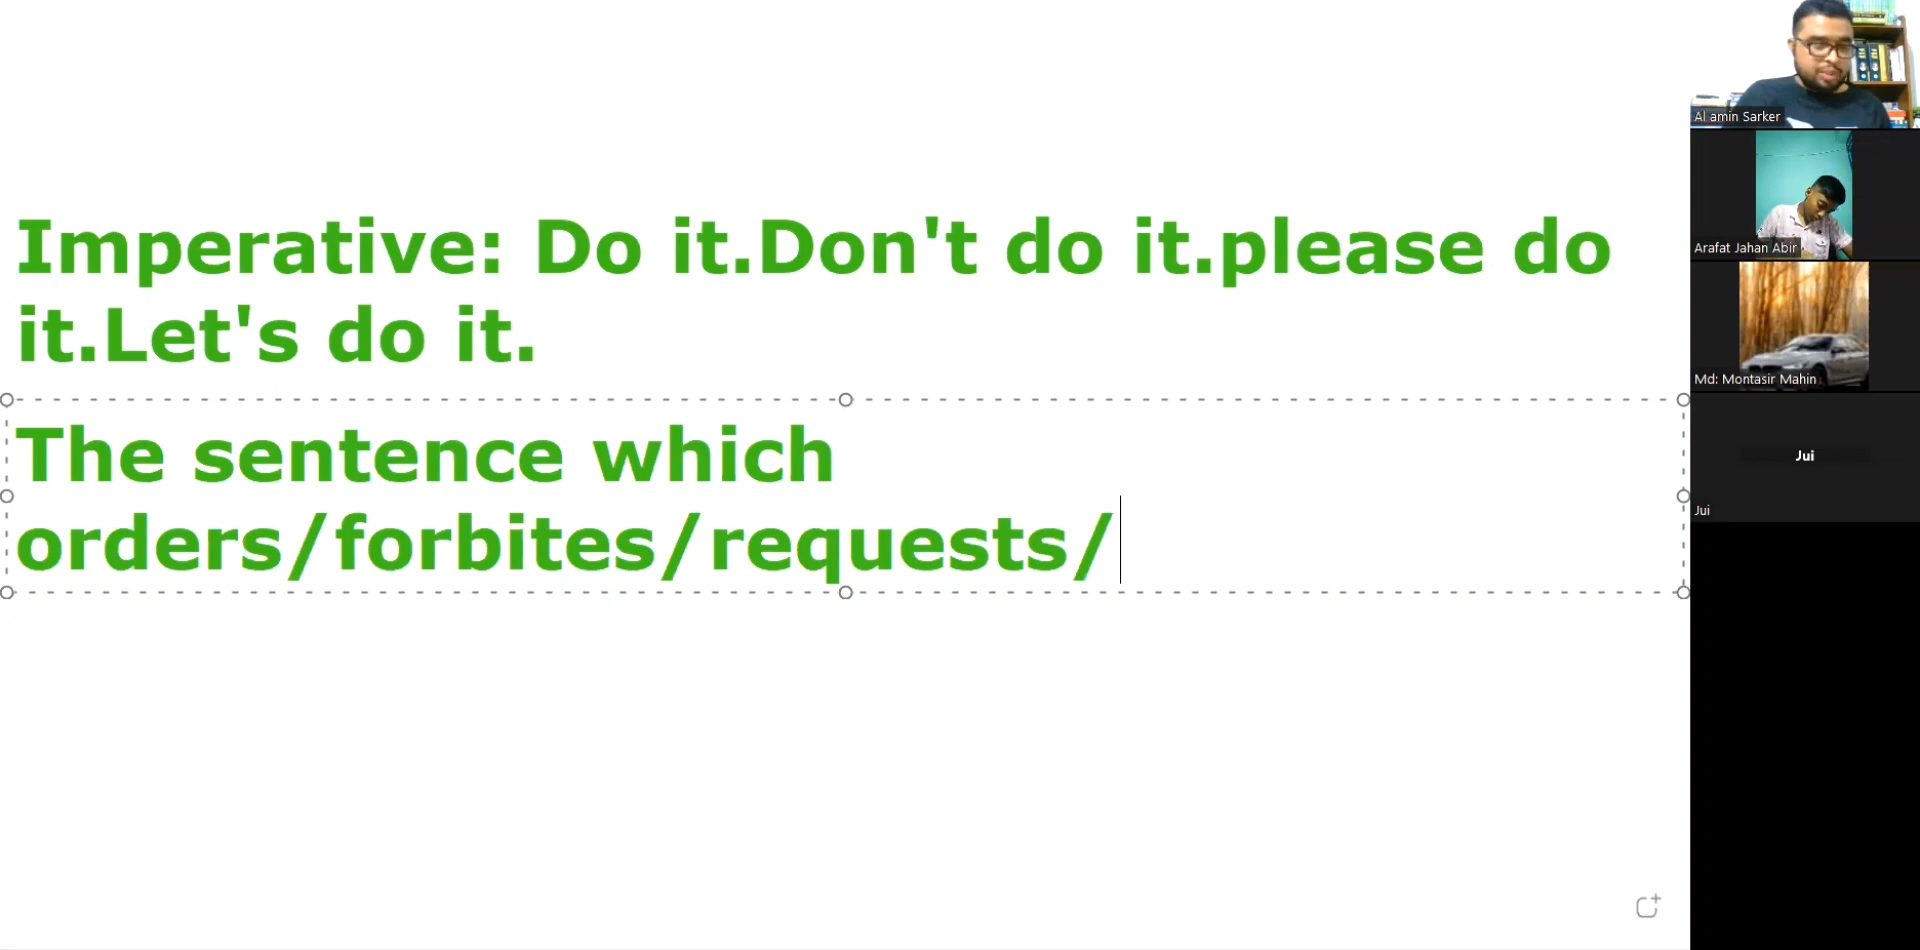 Imperative: Do it.Don't do it.please do
it.Let's do it.
The sentence which
orders/forbites/requests/
Al amin Sarker
Arafat Jahan Abir
Md: Montasir Mahin
Jui
Jui